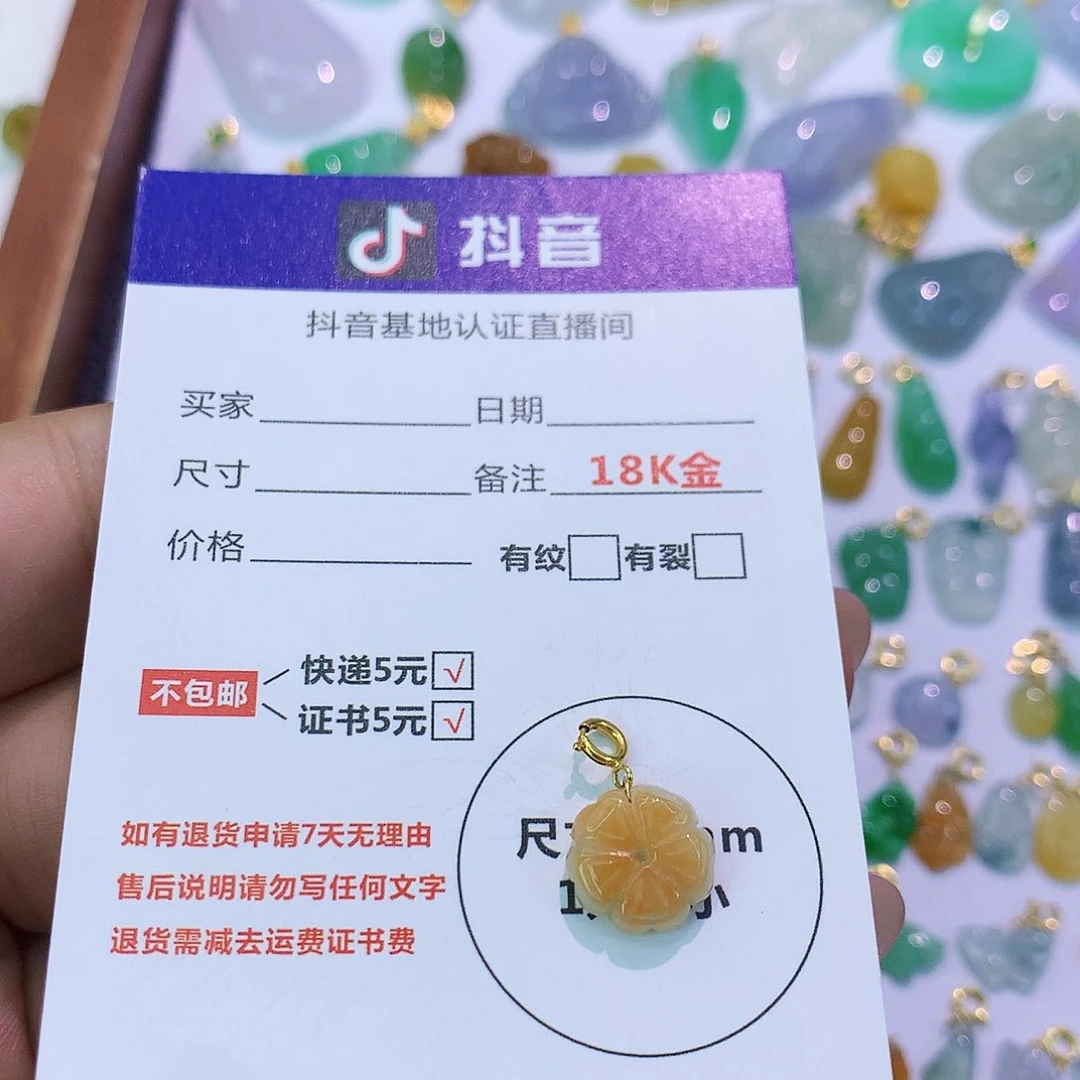 抖音
抖音基地认证直播间
买家 日期
尺寸 备注 18K金
价格 有纹 有裂
不包邮
快递5元 √
证书5元 √
如有退货申请7天无理由
售后说明请勿写任何文字
退货需减去运费证书费
尺 m
1 小